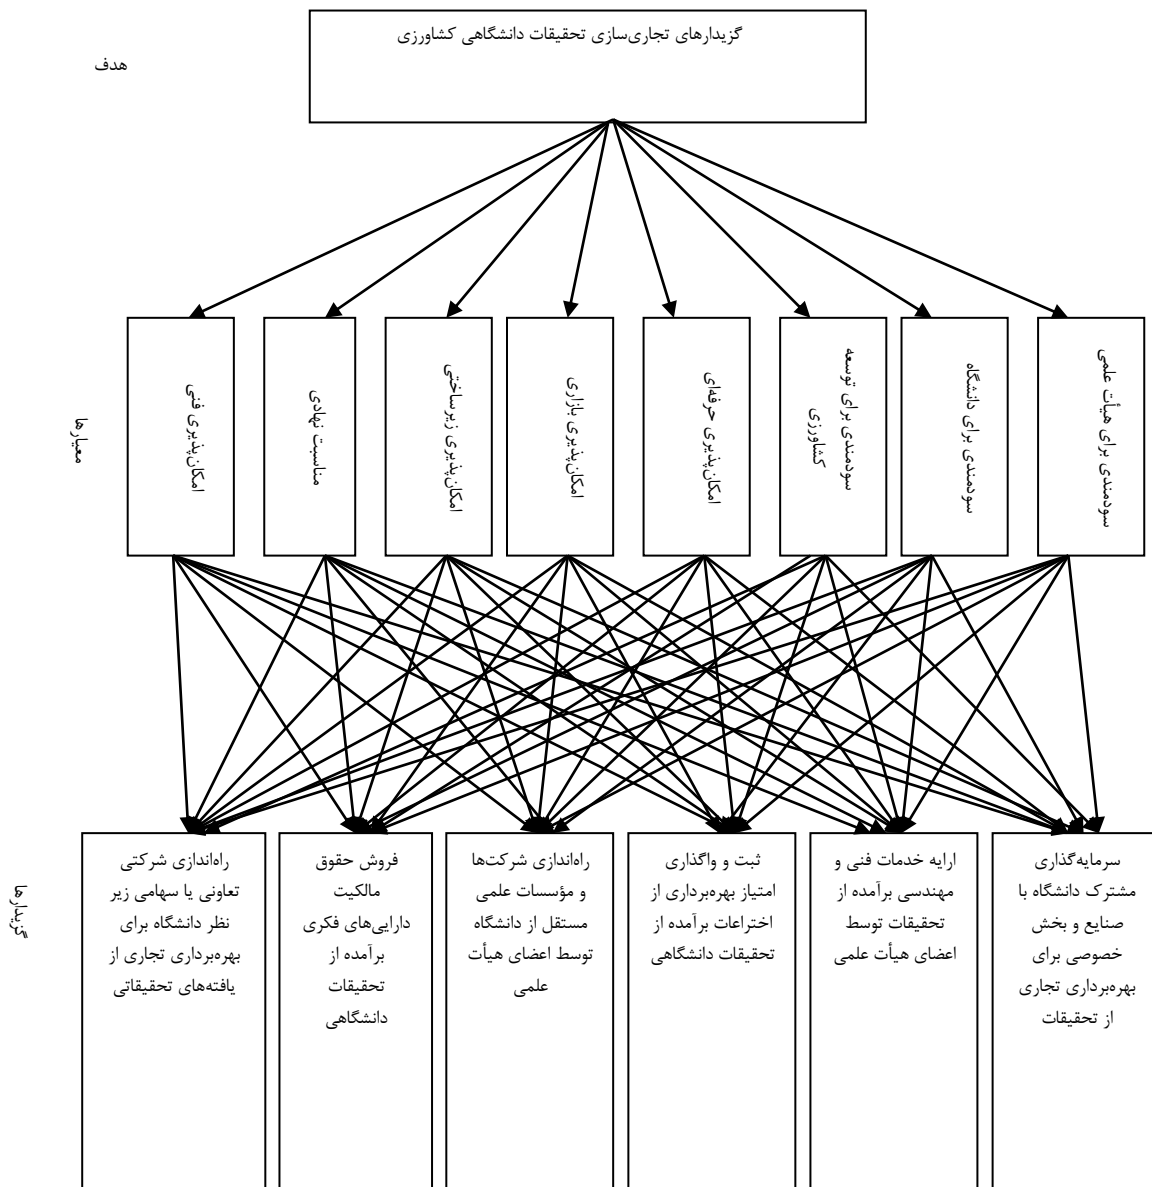 گزیدارهای تجاری‌سازی تحقیقات دانشگاهی کشاورزی
هدف
سودمندی برای هیأت علمی
سودمندی برای دانشگاه
سودمندی برای توسعه
کشاورزی
امکان‌پذیری حرفه‌ای
امکان‌پذیری بازاری
امکان‌پذیری زیرساختی
مناسبت نهادی
امکان‌پذیری فنی
معیارها
سرمایه‌گذاری
مشترک دانشگاه با
صنایع و بخش
خصوصی برای
بهره‌برداری تجاری
از تحقیقات
ارایه خدمات فنی و
مهندسی برآمده از
تحقیقات توسط
اعضای هیأت علمی
ثبت و واگذاری
امتیاز بهره‌برداری از
اختراعات برآمده از
تحقیقات دانشگاهی
راه‌اندازی شرکت‌ها
و مؤسسات علمی
مستقل از دانشگاه
توسط اعضای هیأت
علمی
فروش حقوق
مالکیت
دارایی‌های فکری
برآمده از
تحقیقات
دانشگاهی
راه‌اندازی شرکتی
تعاونی یا سهامی زیر
نظر دانشگاه برای
بهره‌برداری تجاری از
یافته‌های تحقیقاتی
گزیدارها